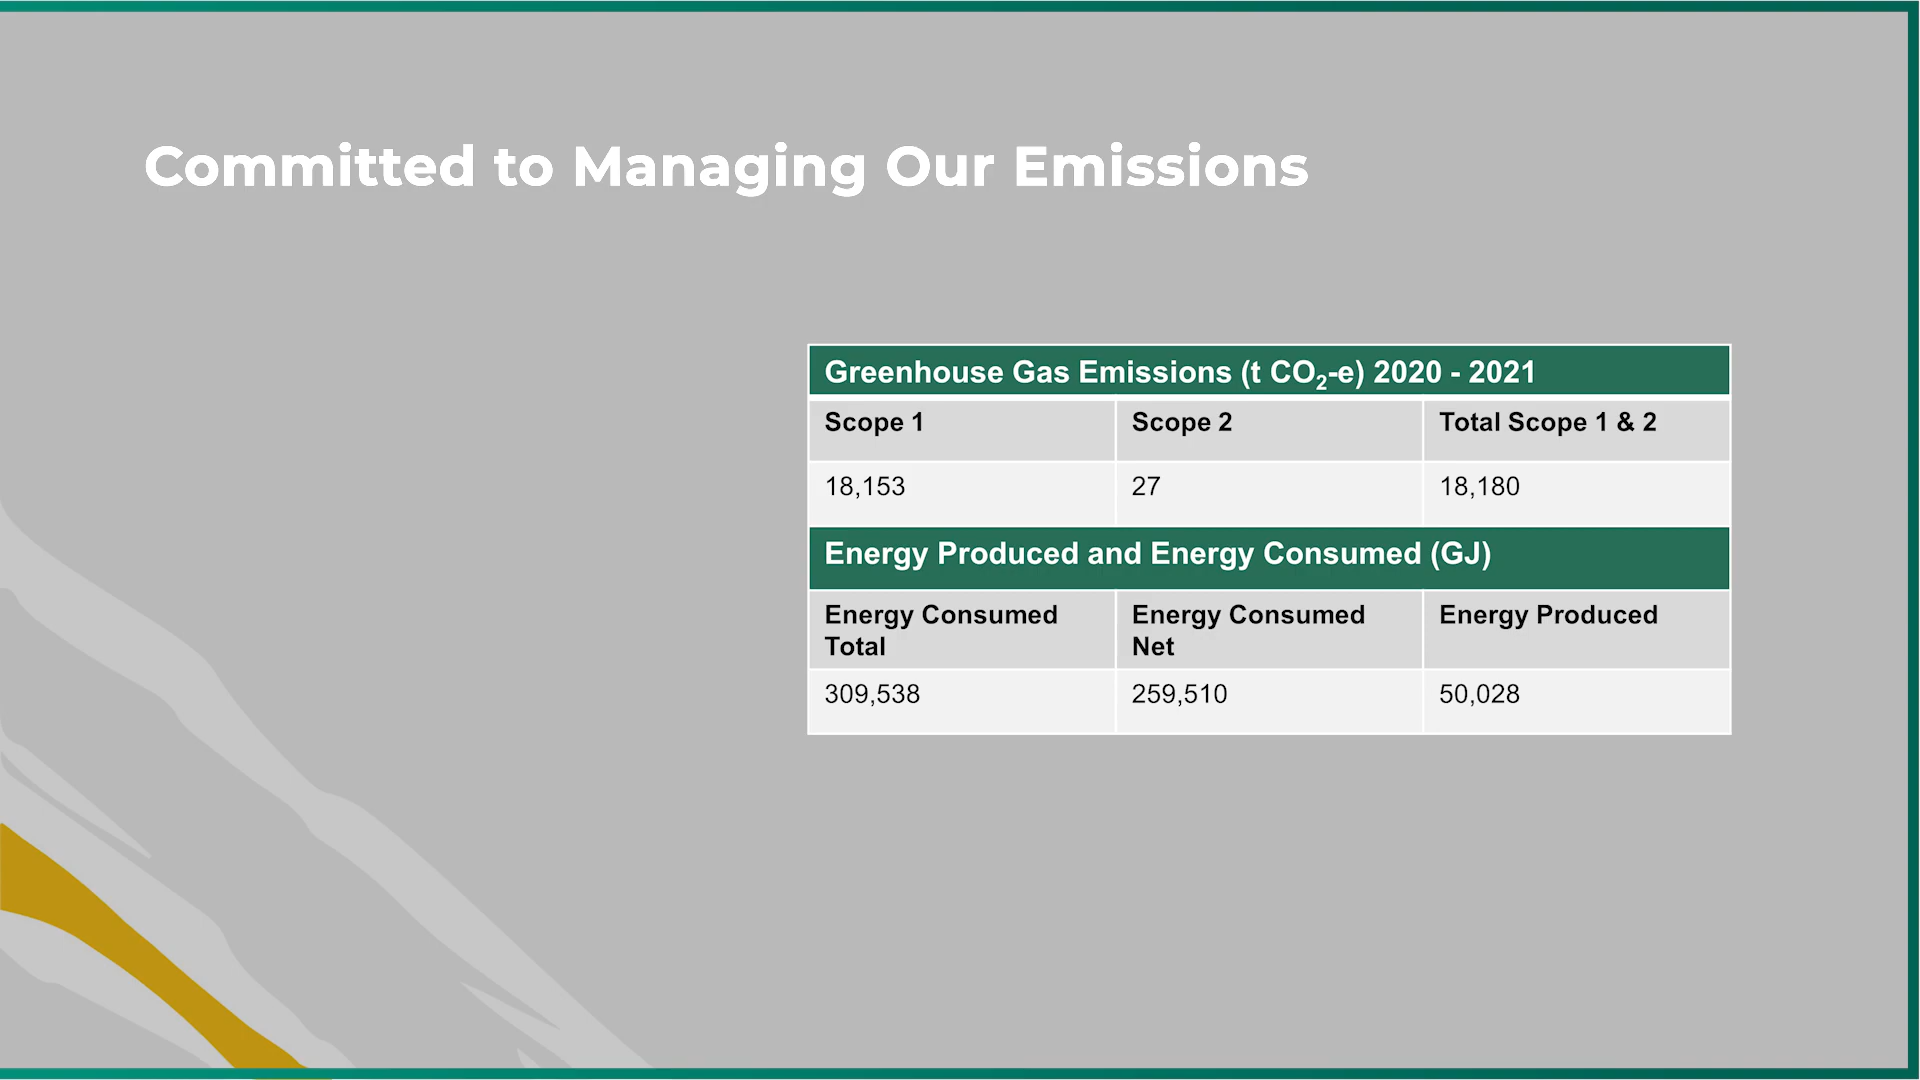 Committed to Managing Our Emissions
Greenhouse Gas Emissions (t CO₂-e) 2020 - 2021
Scope 1 Scope 2 Total Scope 1 & 2
18,153 27 18,180
Energy Produced and Energy Consumed (GJ)
Energy Consumed Total Energy Consumed Net Energy Produced
309,538 259,510 50,028